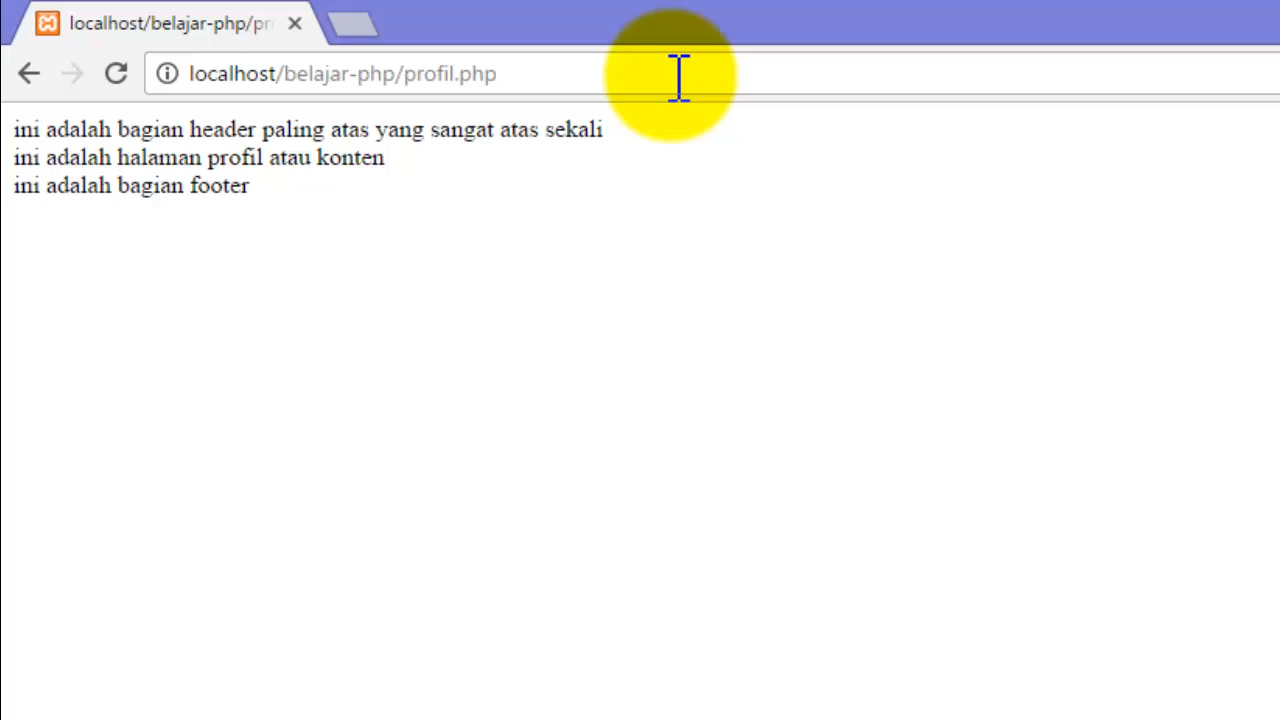 localhost/belajar-php/pr
localhost/belajar-php/profil.php
ini adalah bagian header paling atas yang sangat atas sekali
ini adalah halaman profil atau konten
ini adalah bagian footer